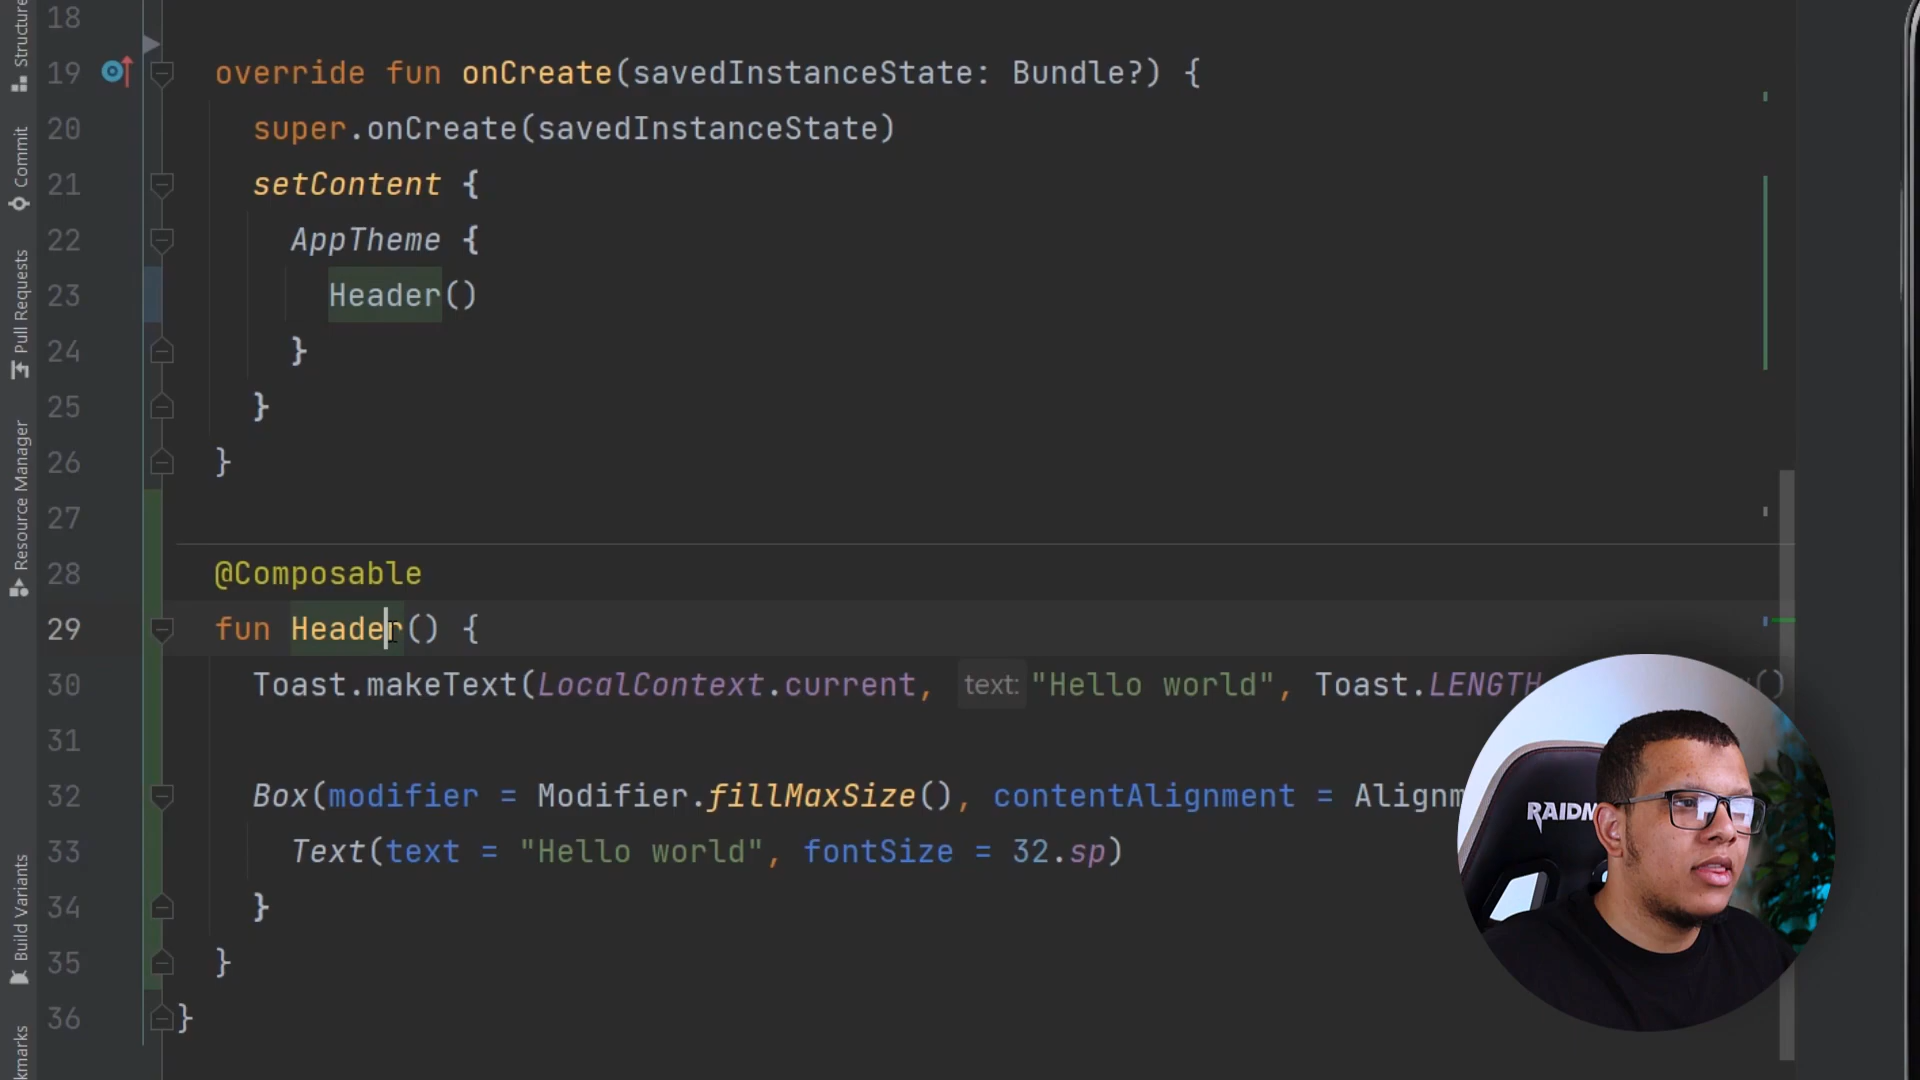 Structure
Commit
Pull Requests
Resource Manager
Build Variants
18
19 override fun onCreate(savedInstanceState: Bundle?) {
20 super.onCreate(savedInstanceState)
21 setContent {
22 AppTheme {
23 Header()
24 }
25 }
26 }
27
28 @Composable
29 fun Header() {
30 Toast.makeText(LocalContext.current, text: "Hello world", Toast.LENGTH ()
31
32 Box(modifier = Modifier.fillMaxSize(), contentAlignment = Alignm
33 Text(text = "Hello world", fontSize = 32.sp)
34 }
35 }
36 }